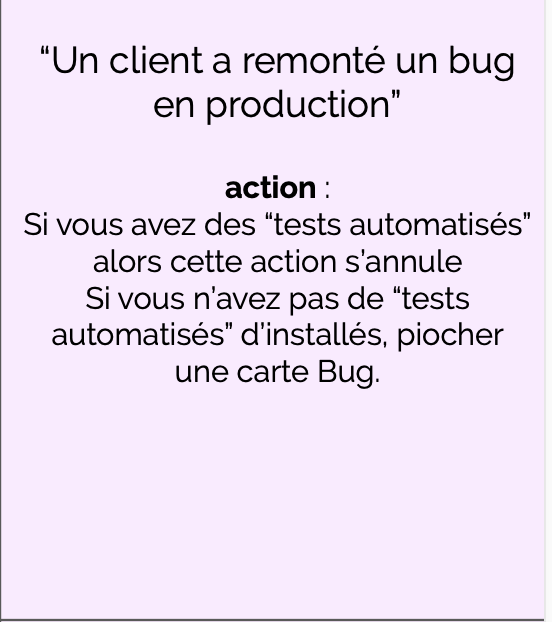 “Un client a remonté un bug
en production”
action :
Si vous avez des “tests automatisés”
alors cette action s’annule
Si vous n’avez pas de “tests
automatisés” d’installés, piocher
une carte Bug.